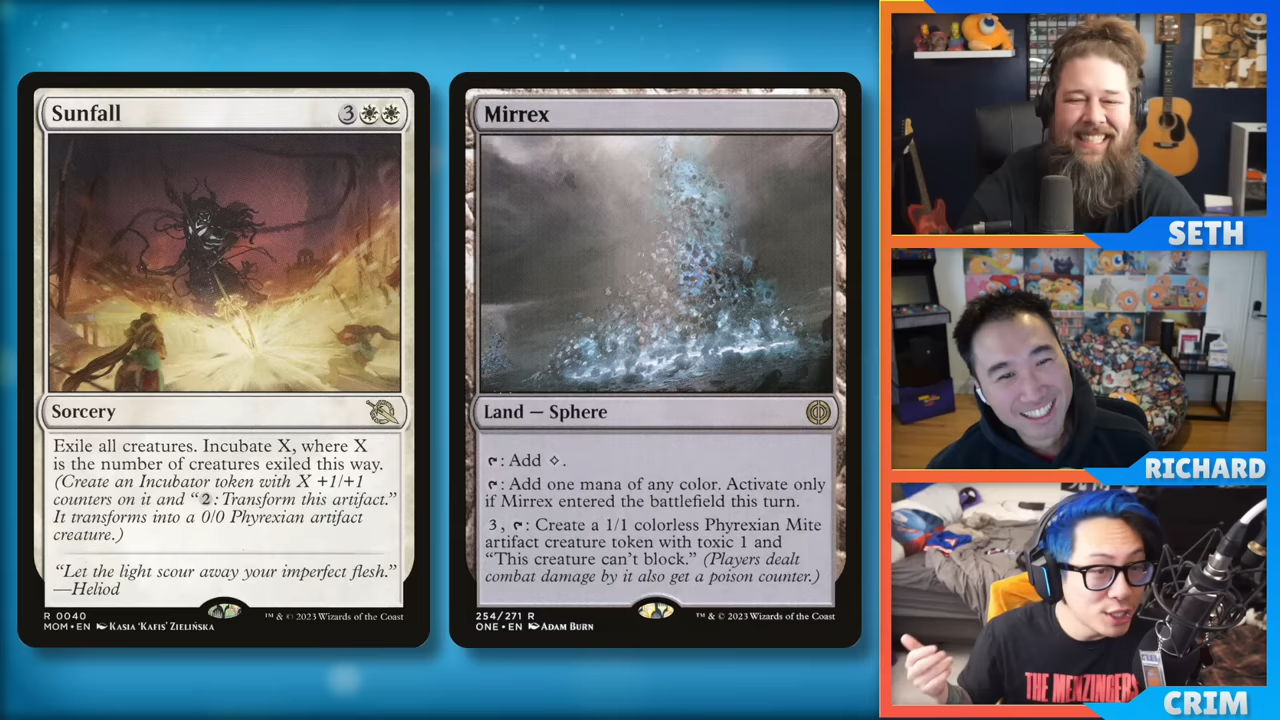 Sunfall 3
Sorcery
Exile all creatures. Incubate X, where X
is the number of creatures exiled this way.
(Create an Incubator token with X +1/+1
counters on it and “2: Transform this artifact.”
It transforms into a 0/0 Phyrexian artifact
creature.)
“Let the light scour away your imperfect flesh.”
—Heliod
R 0040
MOM • EN KASIA ‘KAFIS’ ZIELIŃSKA
™ & © 2023 Wizards of the Coast
Mirrex
Land — Sphere
: Add .
: Add one mana of any color. Activate only
if Mirrex entered the battlefield this turn.
3, : Create a 1/1 colorless Phyrexian Mite
artifact creature token with toxic 1 and
“This creature can’t block.” (Players dealt
combat damage by it also get a poison counter.)
254/271 R
ONE • EN ADAM BURN
™ & © 2023 Wizards of the Coast
SETH
RICHARD
THE MENZINGERS
CRIM